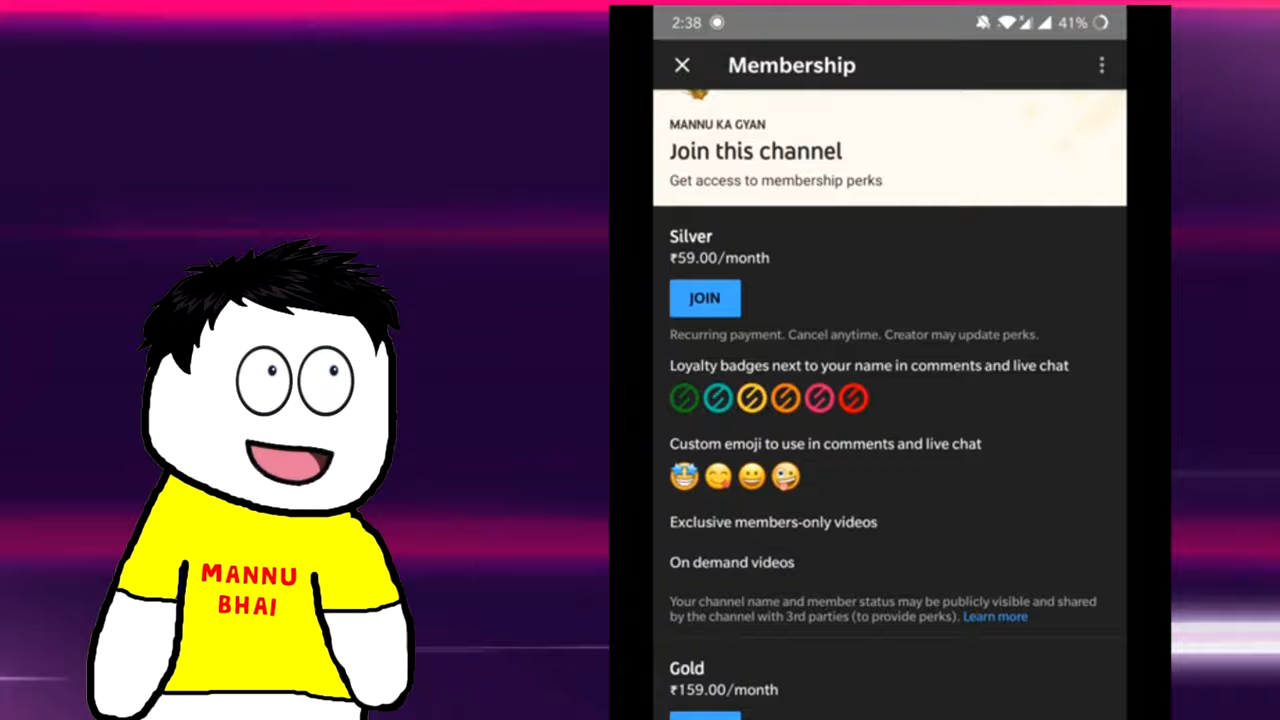 2:38
41%
Membership
MANNU KA GYAN
Join this channel
Get access to membership perks
Silver
₹59.00/month
JOIN
Recurring payment. Cancel anytime. Creator may update perks.
Loyalty badges next to your name in comments and live chat
Custom emoji to use in comments and live chat
Exclusive members-only videos
On demand videos
Your channel name and member status may be publicly visible and shared
by the channel with 3rd parties (to provide perks). Learn more
Gold
₹159.00/month
MANNU
BHAI